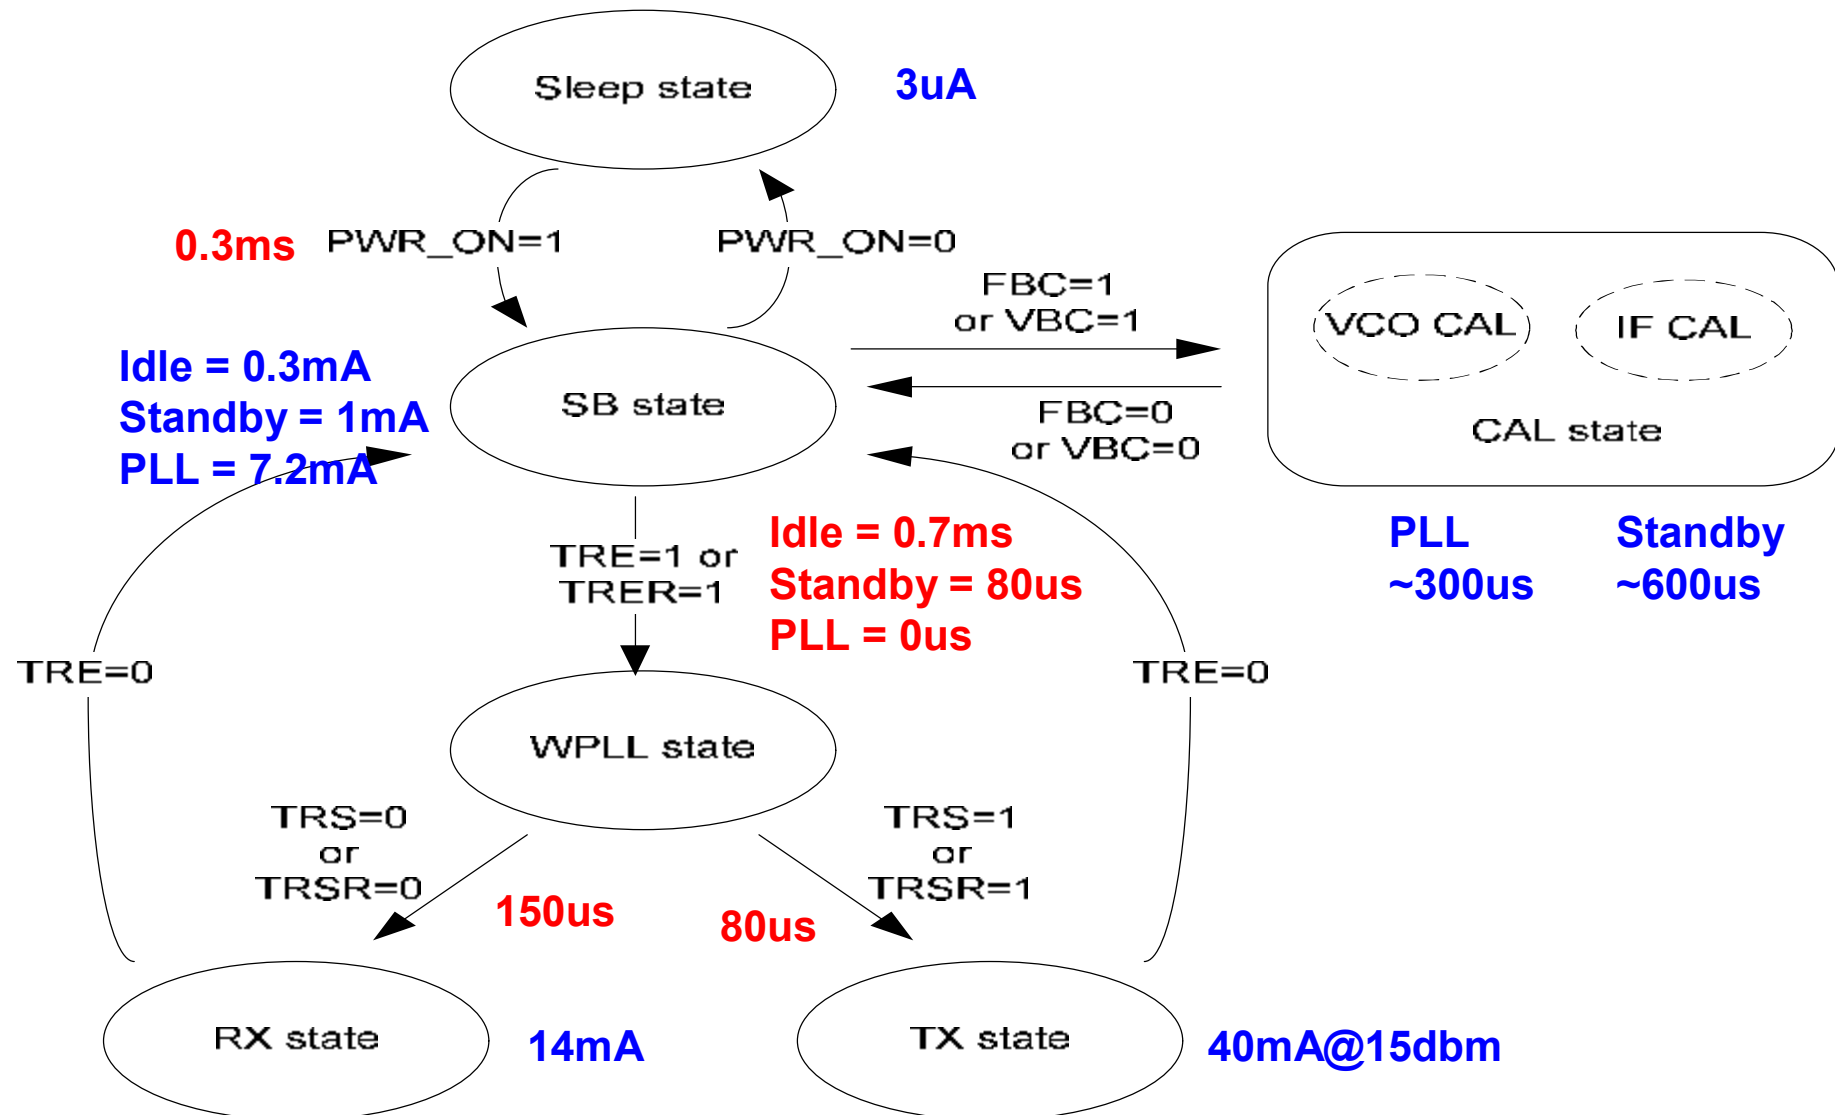 Sleep state
3uA
0.3ms
PWR_ON=1
PWR_ON=0
FBC=1
or VBC=1
VCO CAL
IF CAL
Idle = 0.3mA
Standby = 1mA
PLL = 7.2mA
SB state
FBC=0
or VBC=0
CAL state
PLL
~300us
Standby
~600us
TRE=1 or
TRER=1
Idle = 0.7ms
Standby = 80us
PLL = 0us
TRE=0
TRE=0
WPLL state
TRS=0
or
TRSR=0
TRS=1
or
TRSR=1
150us
80us
RX state
14mA
TX state
40mA@15dbm